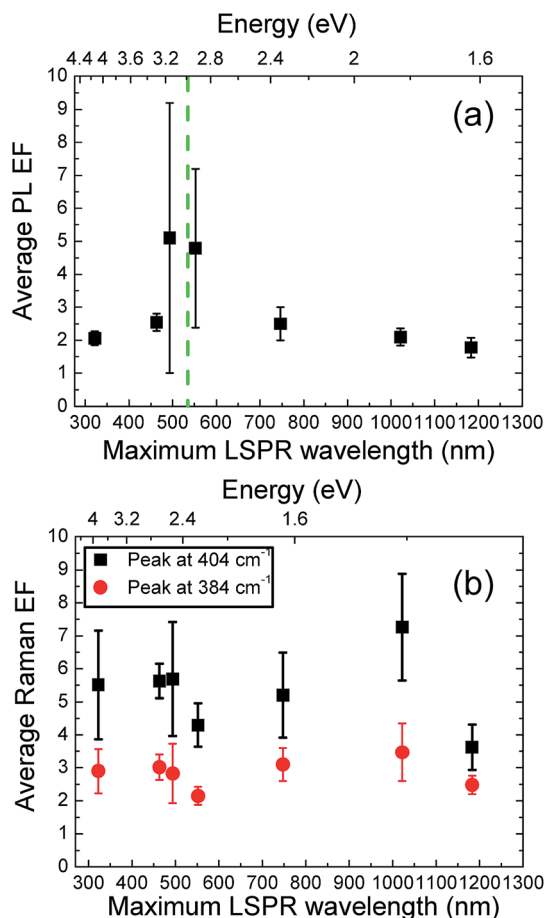 Energy (eV)
4.4 4 3.6 3.2 2.8 2.4 2 1.6
10
9
8
7
6
5
4
3
2
1
0
Average PL EF
(a)
300 400 500 600 700 800 900 1000 1100 1200 1300
Maximum LSPR wavelength (nm)
Energy (eV)
4 3.2 2.4 1.6
10
9
8
7
6
5
4
3
2
1
0
Average Raman EF
Peak at 404 cm⁻¹
Peak at 384 cm⁻¹
(b)
270 400 500 600 700 800 900 1000 1100 1200 1300
Maximum LSPR wavelength (nm)